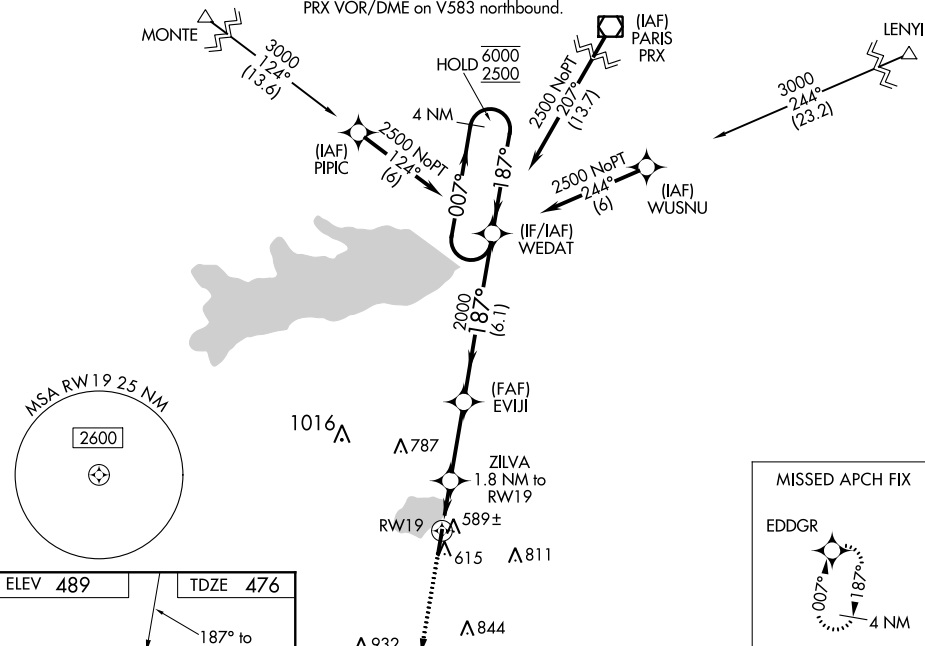 PRX VOR/DME on V583 northbound.
MONTE
3000
124°
(13.6)
HOLD
6000
2500
(IAF)
PARIS
PRX
LENYI
3000
244°
(23.2)
4 NM
2500 NoPT
207°
(13.7)
(IAF)
PIPIC
2500 NoPT
124°
(6)
007°
187°
2500 NoPT
244°
(6)
(IAF)
WUSNU
(IF/IAF)
WEDAT
2000
187°
(6.1)
MSA RW19 25 NM
2600
(FAF)
EVIJI
1016
787
ZILVA
1.8 NM to
RW19
RW19
589±
615
811
MISSED APCH FIX
EDDGR
007°
187°
4 NM
ELEV 489
TDZE 476
187° to
932
844